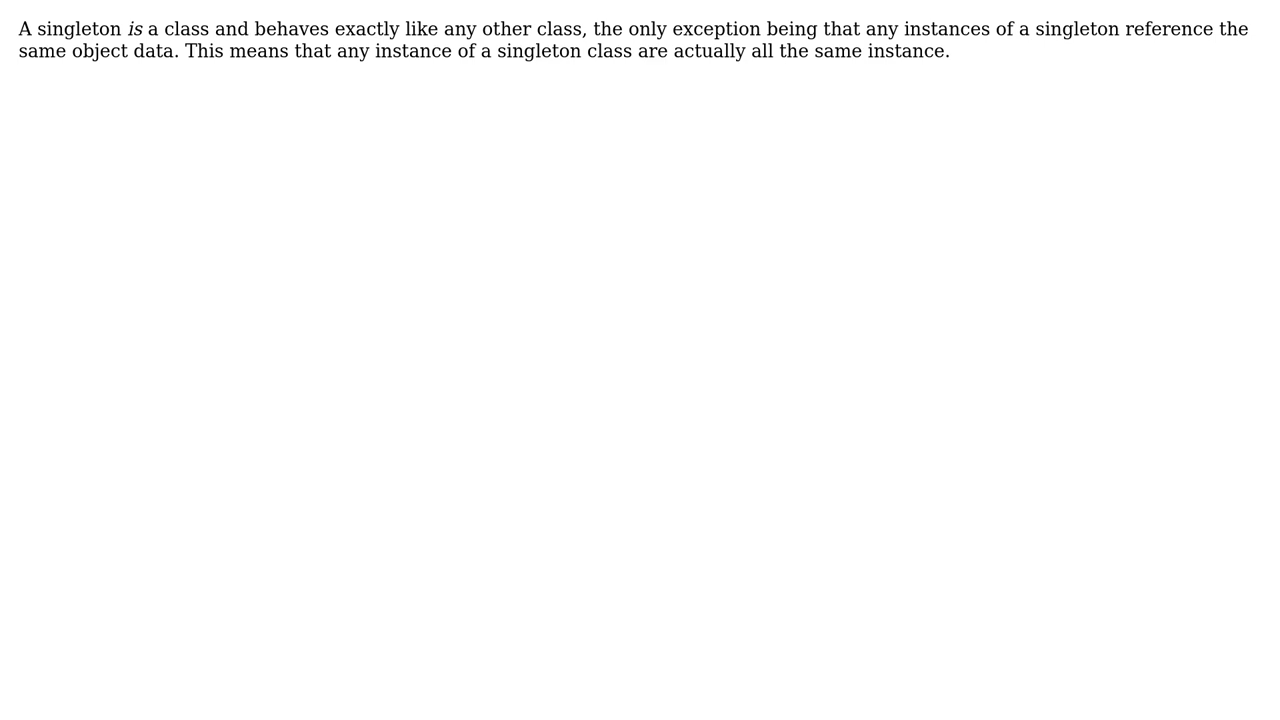 A singleton is a class and behaves exactly like any other class, the only exception being that any instances of a singleton reference the
same object data. This means that any instance of a singleton class are actually all the same instance.